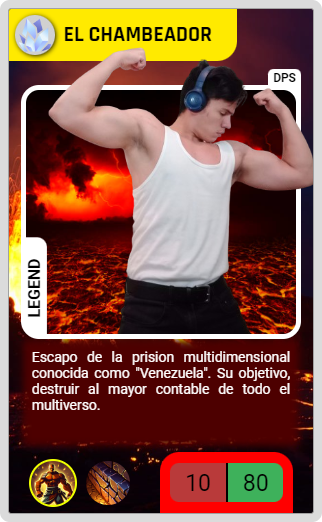 EL CHAMBEADOR
DPS
LEGEND
Escapo de la prision multidimensional
conocida como "Venezuela". Su objetivo,
destruir al mayor contable de todo el
multiverso.
10 80